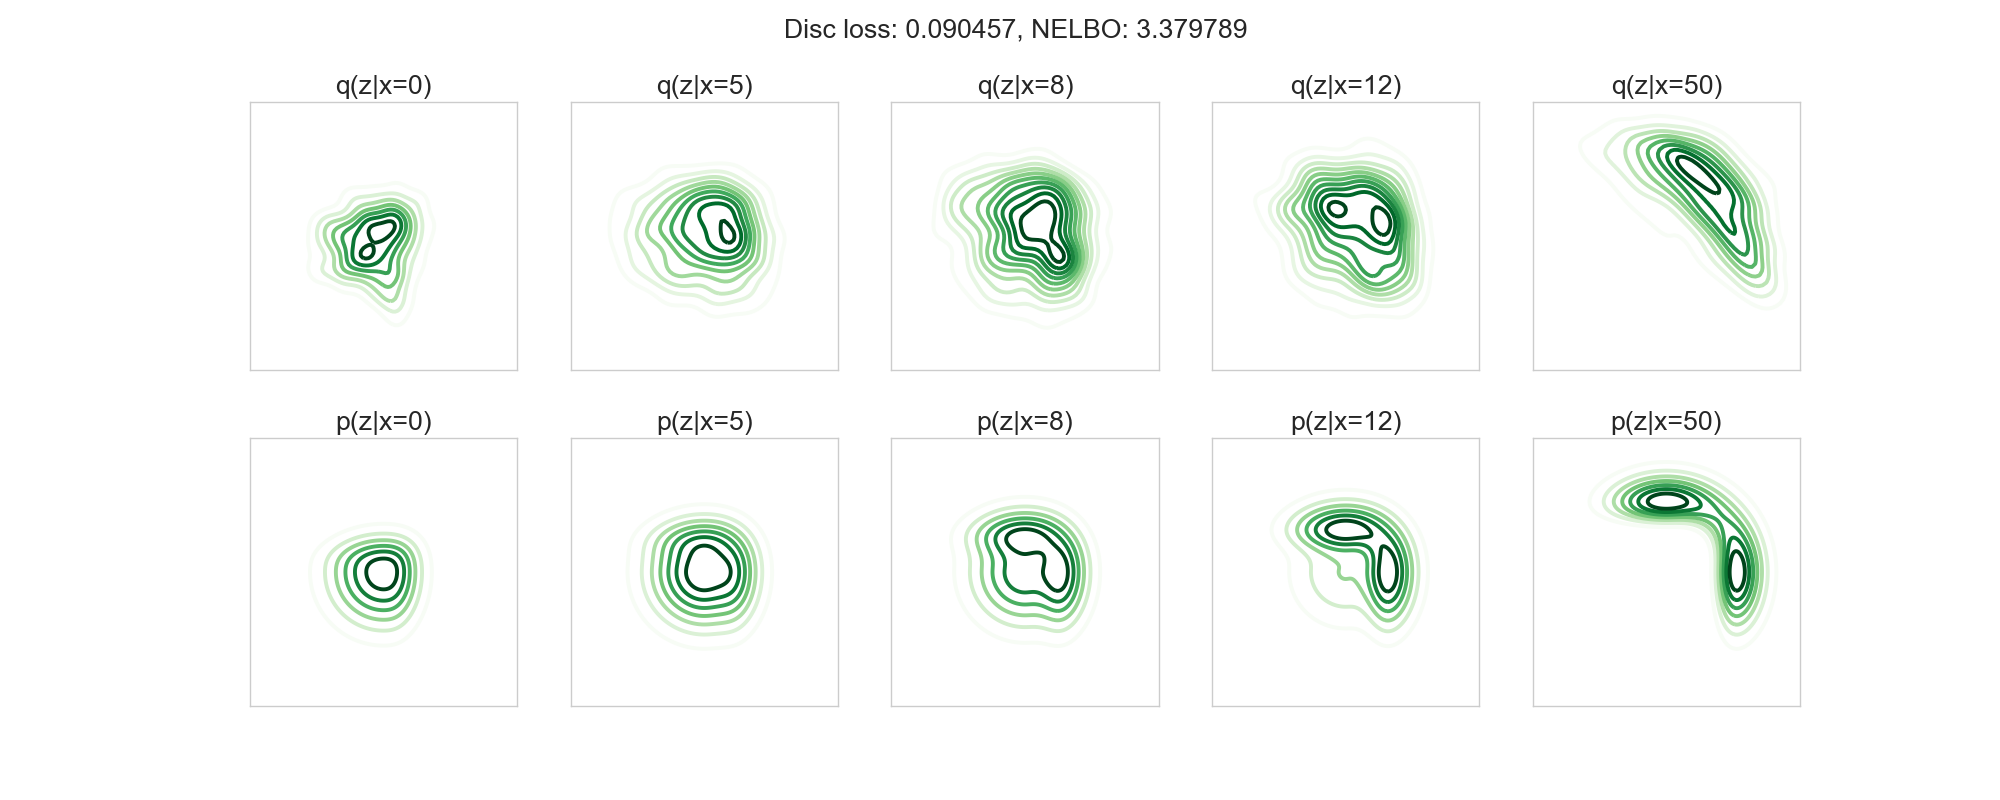 Disc loss: 0.090457, NELBO: 3.379789
q(z|x=0) q(z|x=5) q(z|x=8) q(z|x=12) q(z|x=50)
p(z|x=0) p(z|x=5) p(z|x=8) p(z|x=12) p(z|x=50)